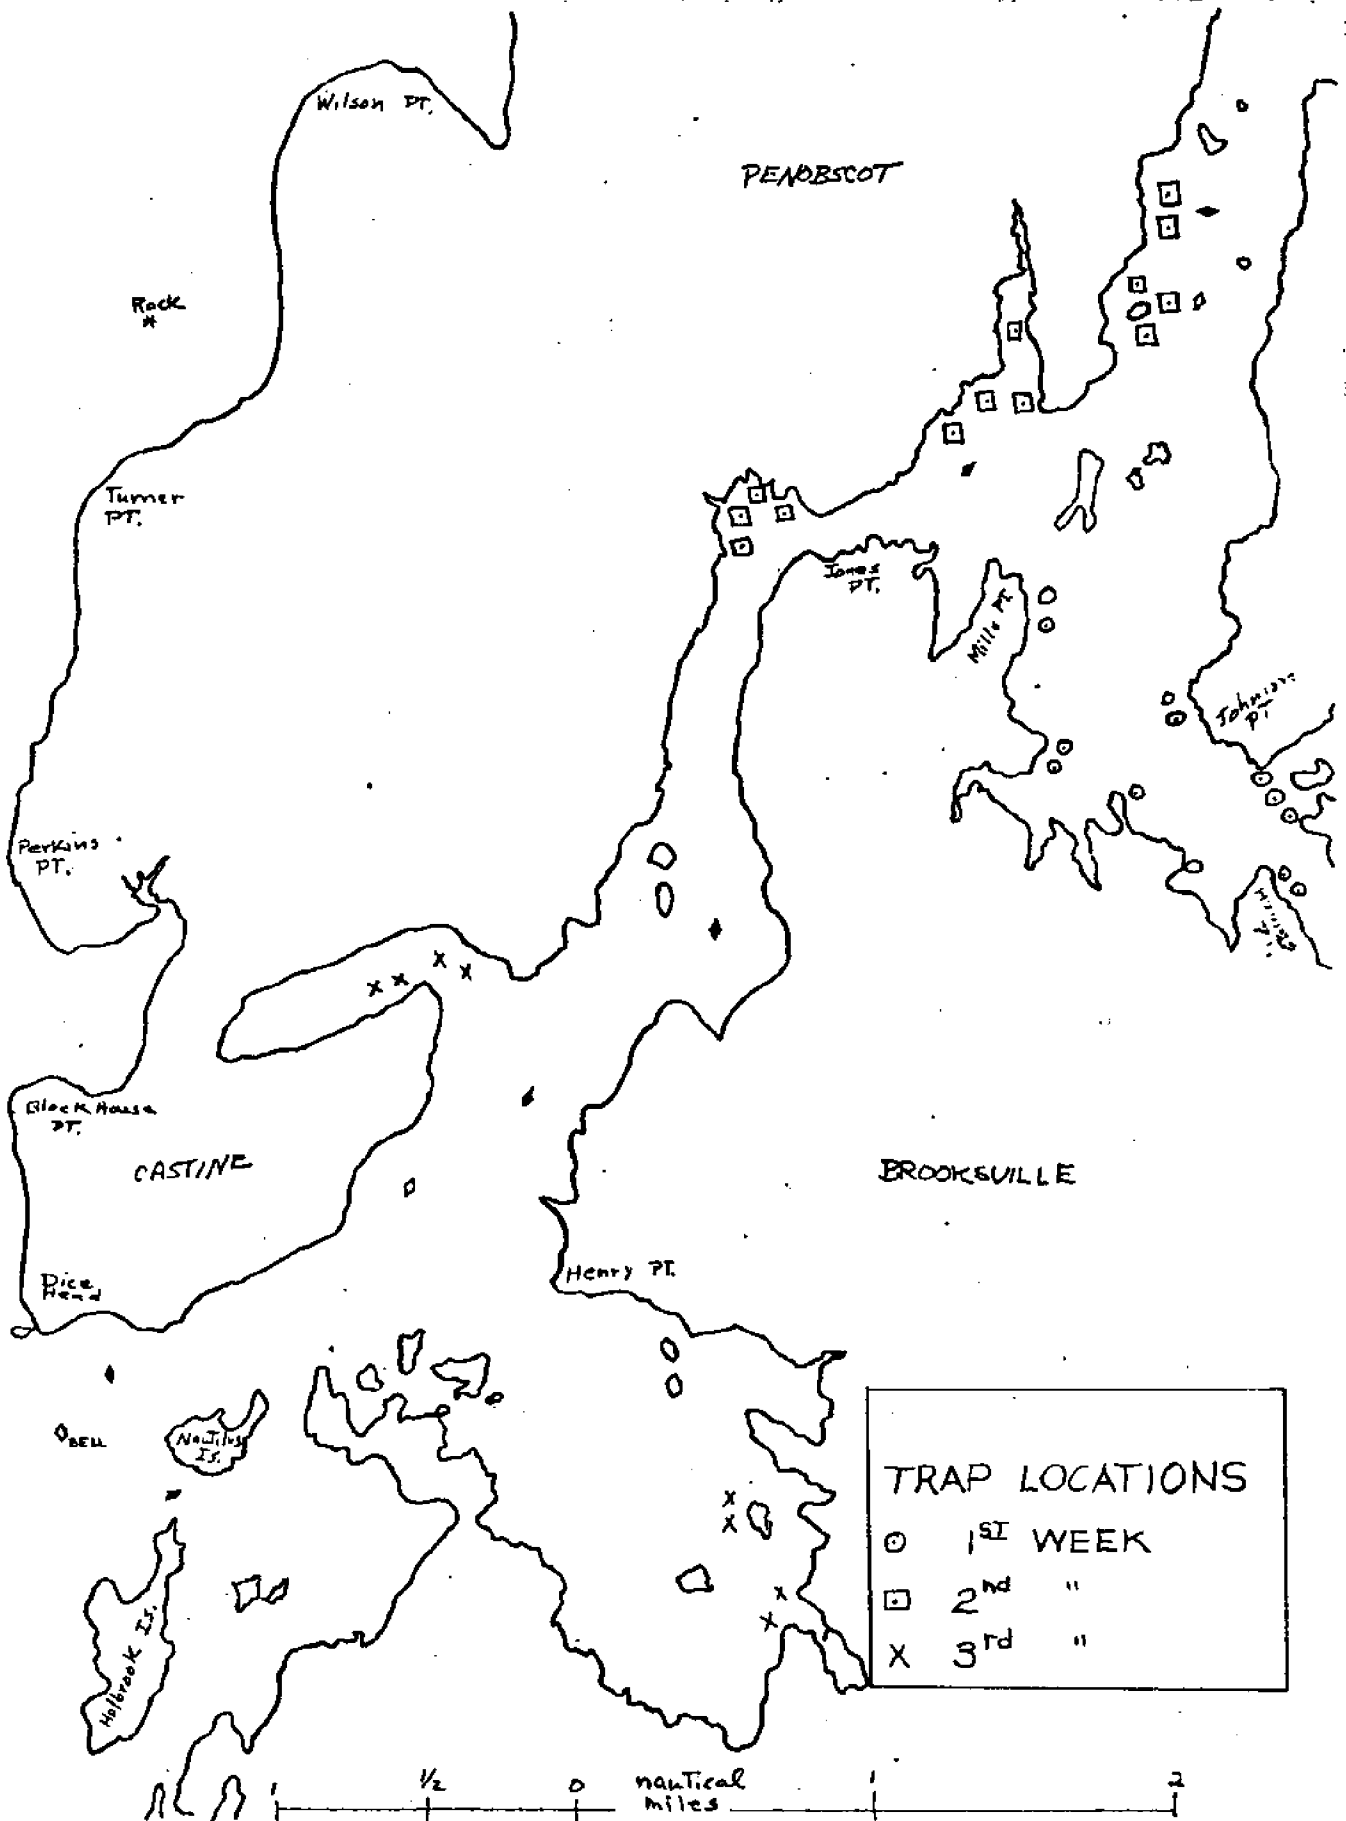 Wilson PT.
PENOBSCOT
Rock
Turner
PT.
Jones
PT.
Mills PT
Johnson
PT
Perkins
PT.
Block House
PT.
CASTINE
BROOKSVILLE
Dice
Head
Henry PT.
BELL
Nautilus
Is.
Holbrook Is.
TRAP LOCATIONS
1ST WEEK
2nd "
3rd "
1 1/2 0 nautical 1 2
miles